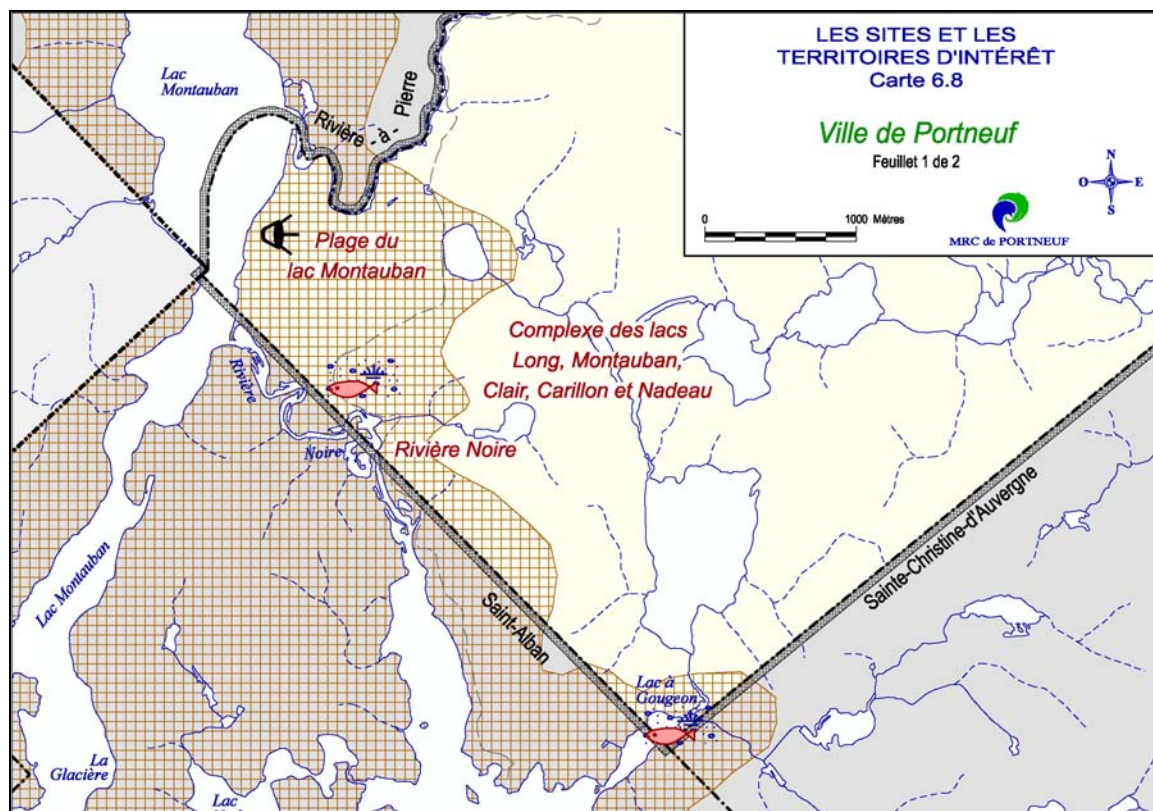 LES SITES ET LES
TERRITOIRES D'INTÉRÊT
Carte 6.8
Ville de Portneuf
Feuillet 1 de 2
N
O
E
S
0
1000 Mètres
MRC de PORTNEUF
Lac
Montauban
Rivière
-à-
Pierre
Plage du
lac Montauban
Complexe des lacs
Long, Montauban,
Clair, Carillon et Nadeau
Rivière
Noire
Rivière Noire
Lac Montauban
Saint-Alban
Sainte-Christine-d'Auvergne
Lac à
Gougeon
La
Glacière
Lac